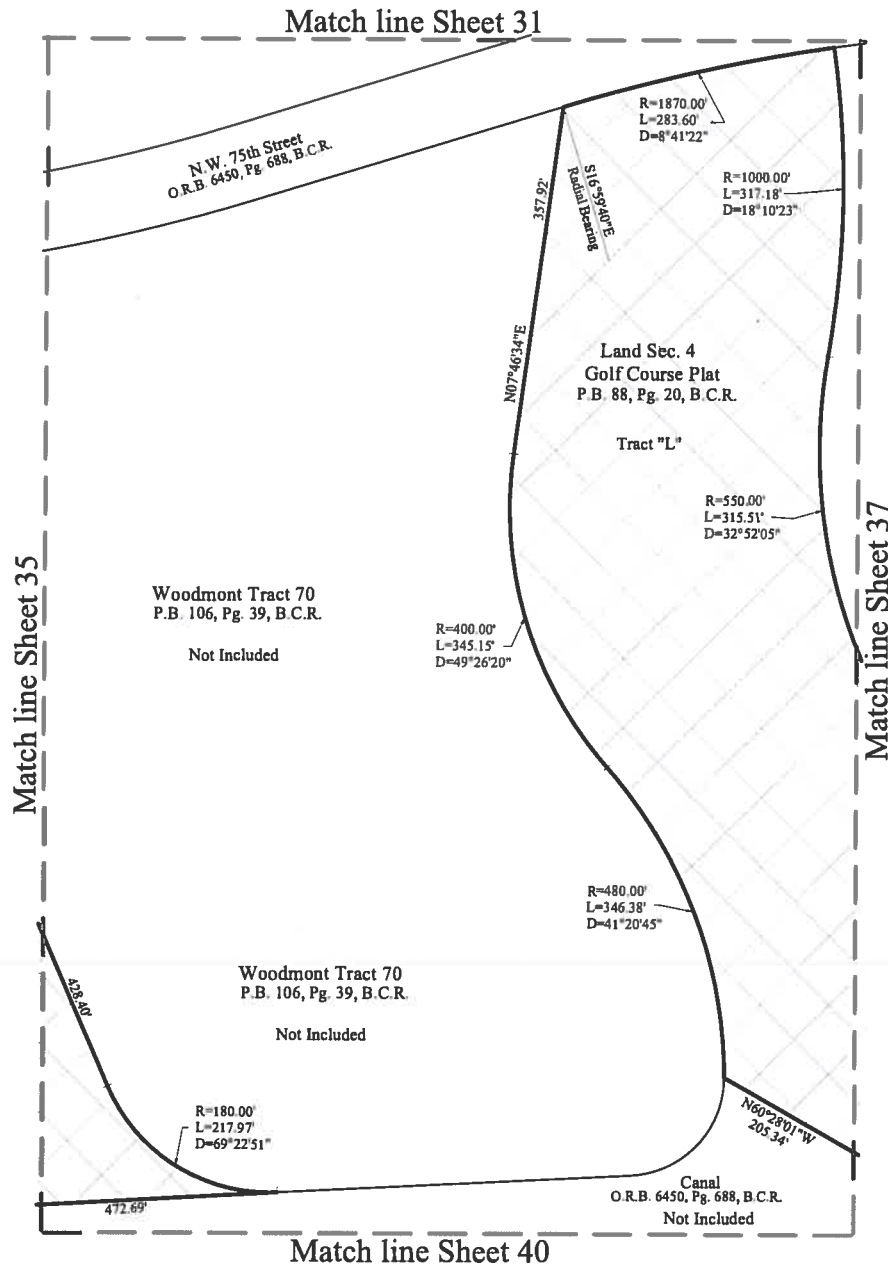 Match line Sheet 31
N.W. 75th Street
O.R.B. 6450, Pg. 688, B.C.R.
R=1870.00'
L=283.60'
D=8°41'22"
S16°59'40"E
Radial Bearing
357.92'
N07°46'34"E
R=1000.00'
L=317.18'
D=18°10'23"
Land Sec. 4
Golf Course Plat
P.B. 88, Pg. 20, B.C.R.
Tract "L"
R=550.00'
L=315.51'
D=32°52'05"
Match line Sheet 35
Match line Sheet 37
Woodmont Tract 70
P.B. 106, Pg. 39, B.C.R.
Not Included
R=400.00'
L=345.15'
D=49°26'20"
R=480.00'
L=346.38'
D=41°20'45"
Woodmont Tract 70
P.B. 106, Pg. 39, B.C.R.
Not Included
428.40'
R=180.00'
L=217.97'
D=69°22'51"
N60°28'01"W
205.34'
Canal
O.R.B. 6450, Pg. 688, B.C.R.
Not Included
472.69'
Match line Sheet 40